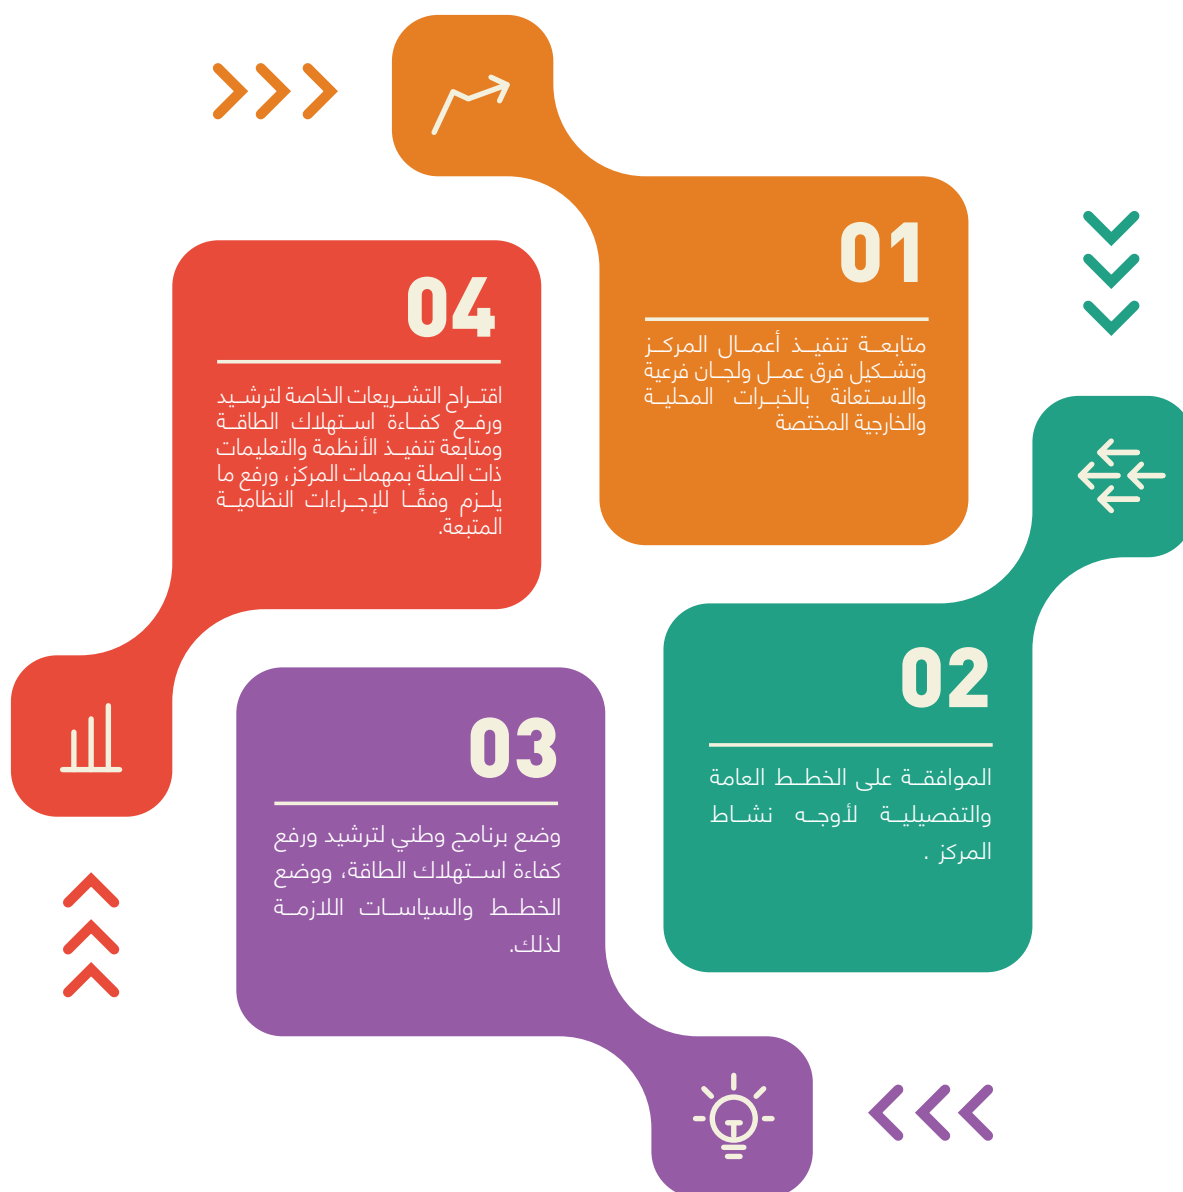 01
متابعة تنفيذ أعمال المركز
وتشكيل فرق عمل ولجان فرعية
والاستعانة بالخبرات المحلية
والخارجية المختصة
02
الموافقة على الخطط العامة
والتفصيلية لأوجه نشاط
المركز .
03
وضع برنامج وطني لترشيد ورفع
كفاءة استهلاك الطاقة، ووضع
الخطط والسياسات اللازمة
لذلك.
04
اقتراح التشريعات الخاصة لترشيد
ورفع كفاءة استهلاك الطاقة
ومتابعة تنفيذ الأنظمة والتعليمات
ذات الصلة بمهمات المركز، ورفع ما
يلزم وفقًا للإجراءات النظامية
المتبعة.